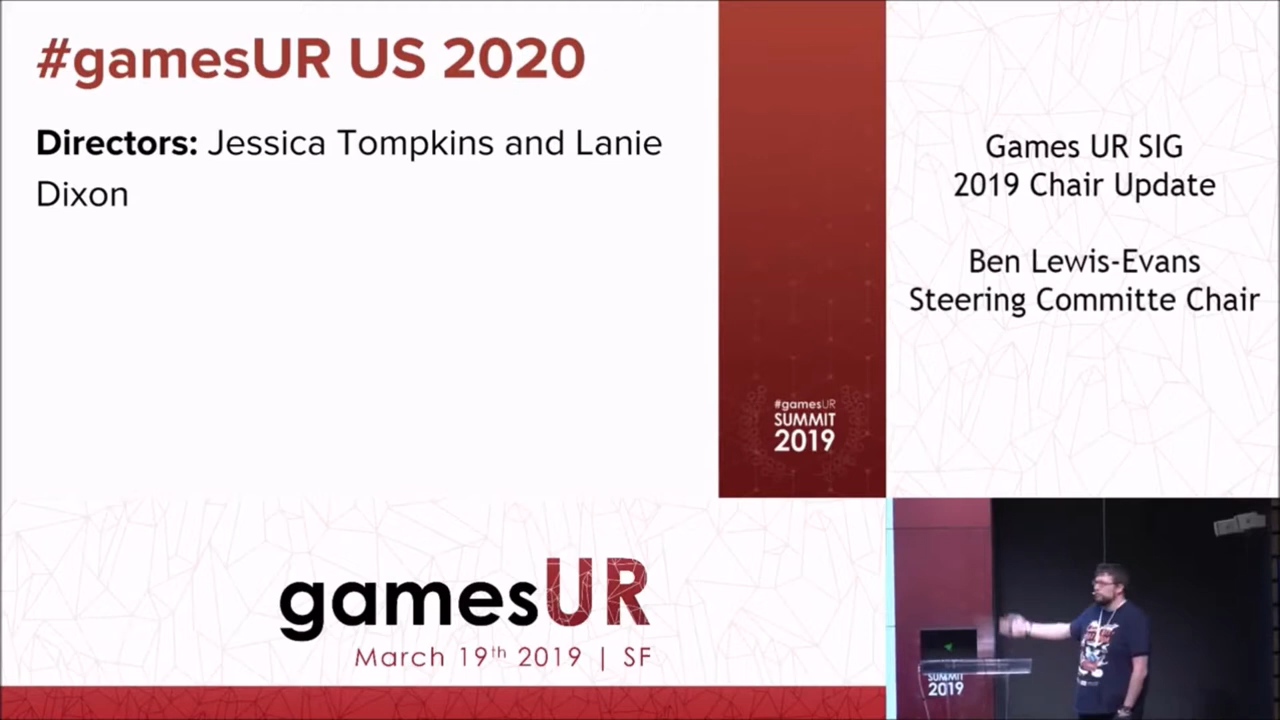 #gamesUR US 2020
Directors: Jessica Tompkins and Lanie
Dixon
#gamesUR
SUMMIT
2019
Games UR SIG
2019 Chair Update
Ben Lewis-Evans
Steering Committe Chair
gamesUR
March 19th 2019 | SF
SUMMIT
2019